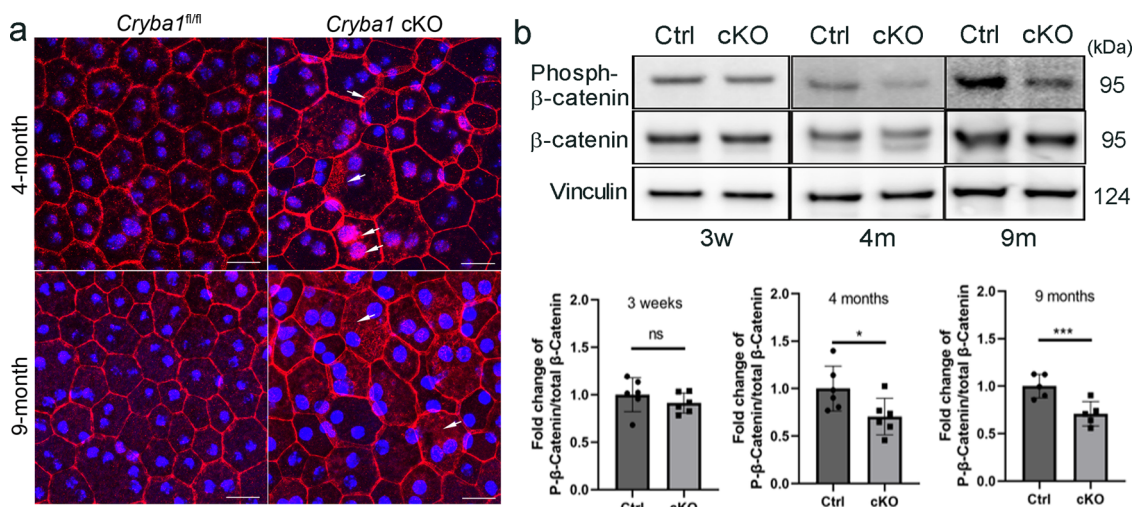 a
Cryba1fl/fl
Cryba1 cKO
4-month
9-month
b
Ctrl cKO Ctrl cKO Ctrl cKO (kDa)
Phosph-
β-catenin 95
β-catenin 95
Vinculin 124
3w 4m 9m
Fold change of
P-β-Catenin/total β-Catenin
2.0
1.5
1.0
0.5
0.0
3 weeks
ns
Ctrl cKO
Fold change of
P-β-Catenin/total β-Catenin
2.0
1.5
1.0
0.5
0.0
4 months
*
Ctrl cKO
Fold change of
P-β-Catenin/total β-Catenin
2.0
1.5
1.0
0.5
0.0
9 months
***
Ctrl cKO